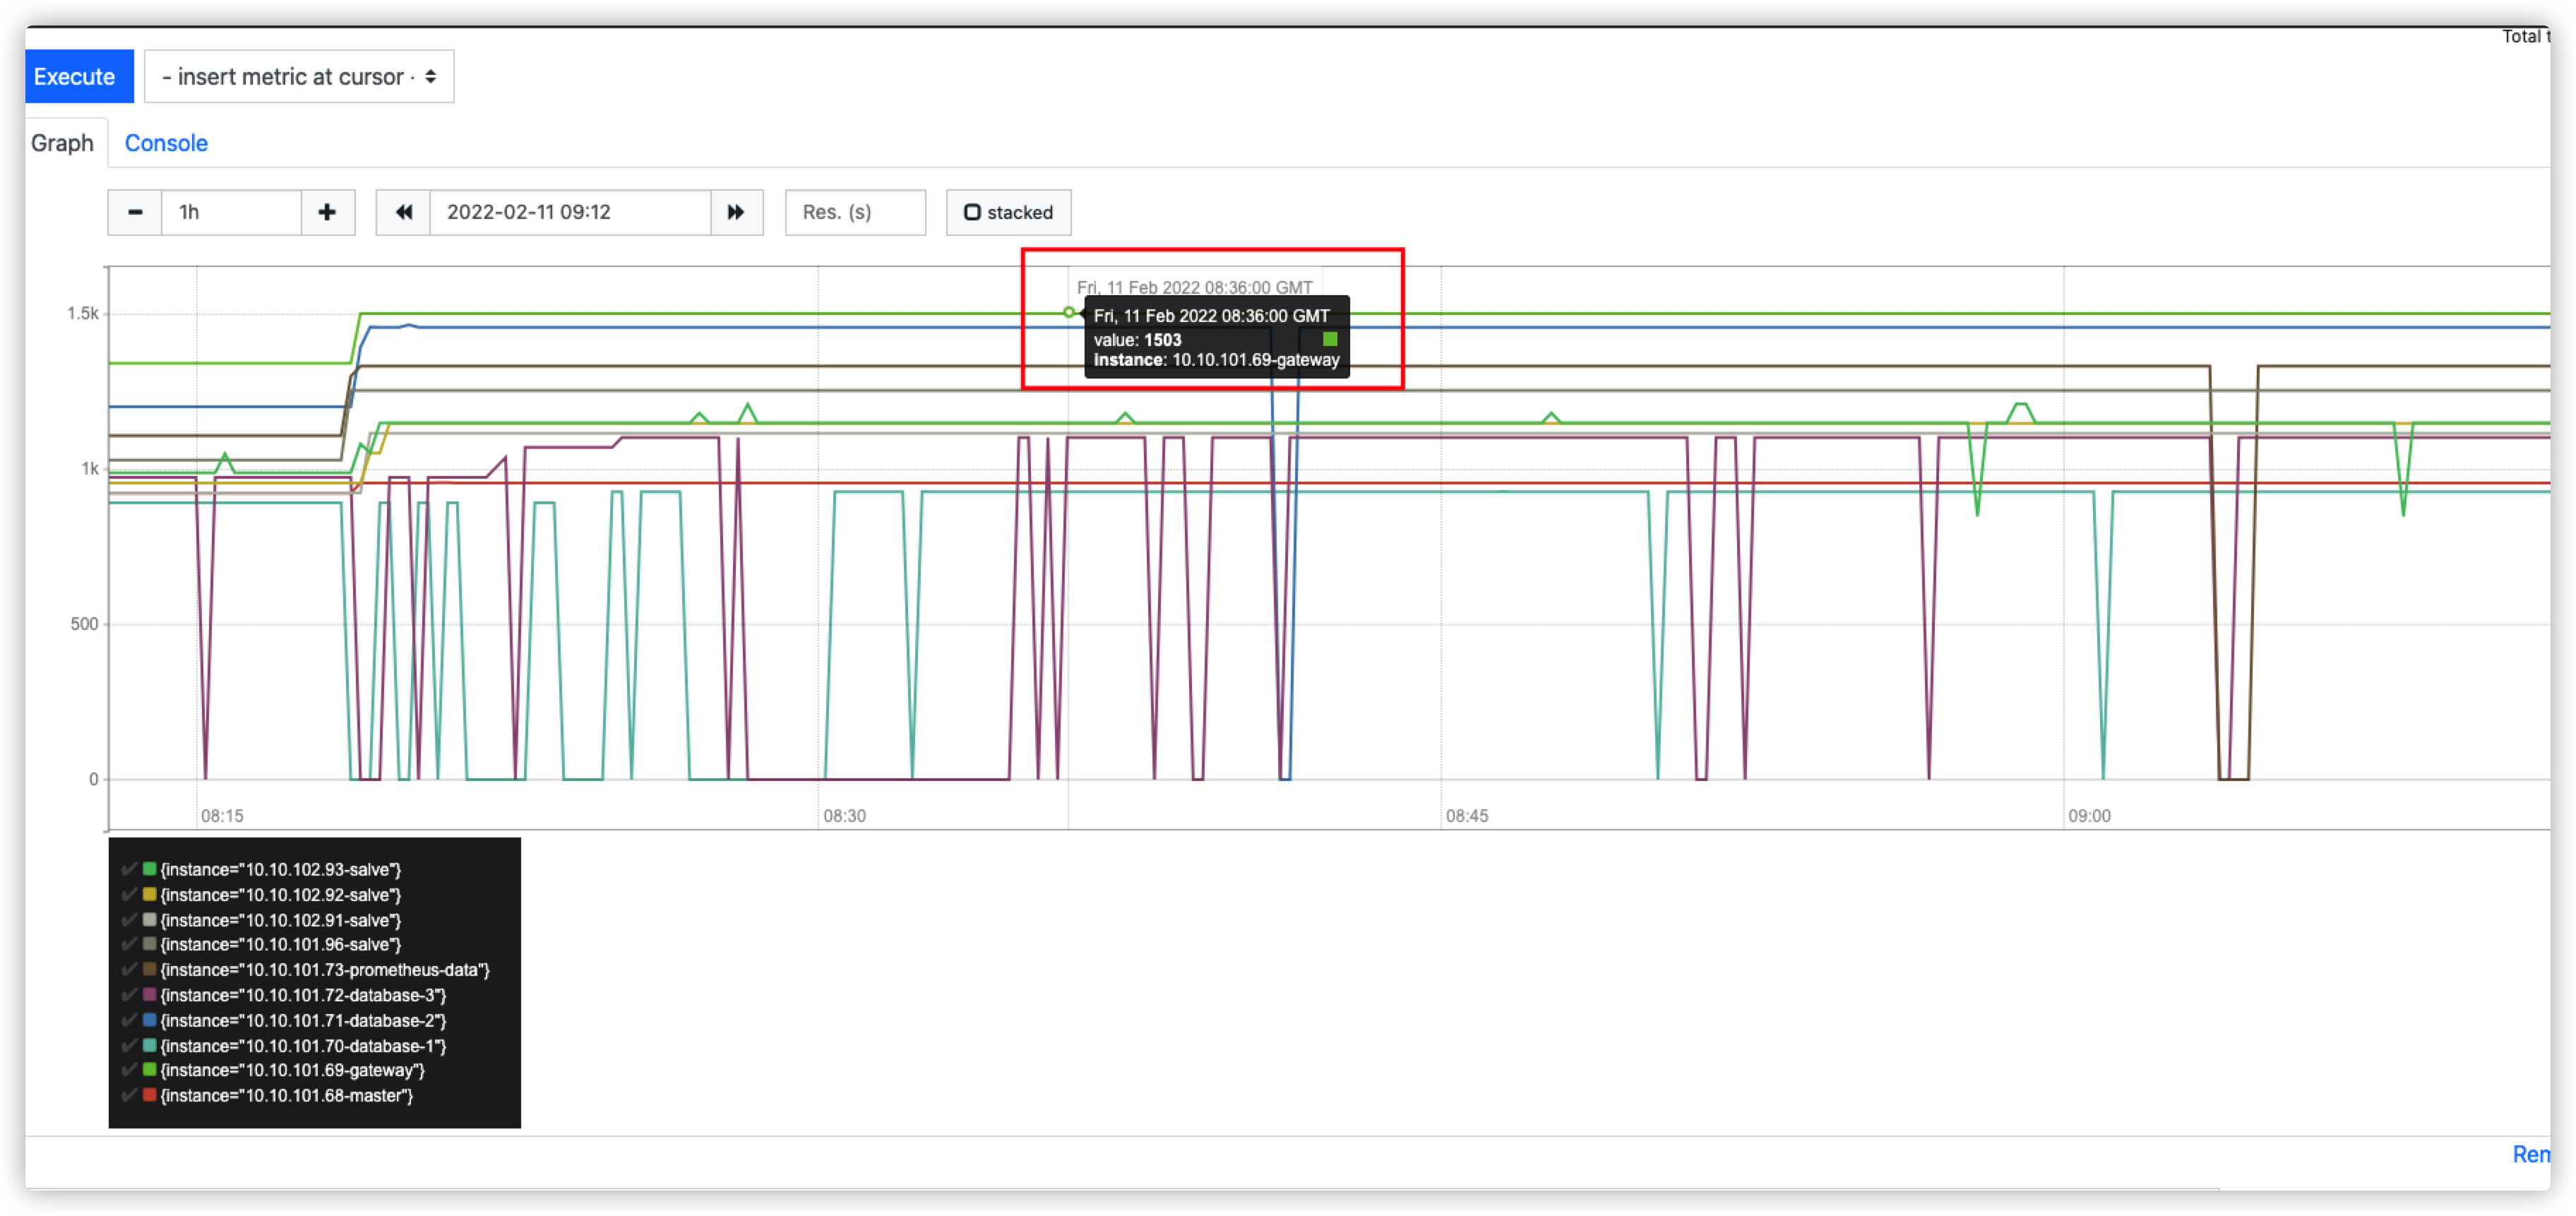 Total t
Execute
- insert metric at cursor -
Graph
Console
1h
2022-02-11 09:12
Res. (s)
stacked
Fri, 11 Feb 2022 08:36:00 GMT
Fri, 11 Feb 2022 08:36:00 GMT
value: 1503
instance: 10.10.101.69-gateway
1.5k
1k
500
0
08:15
08:30
08:45
09:00
{instance="10.10.102.93-salve"}
{instance="10.10.102.92-salve"}
{instance="10.10.102.91-salve"}
{instance="10.10.101.96-salve"}
{instance="10.10.101.73-prometheus-data"}
{instance="10.10.101.72-database-3"}
{instance="10.10.101.71-database-2"}
{instance="10.10.101.70-database-1"}
{instance="10.10.101.69-gateway"}
{instance="10.10.101.68-master"}
Rem